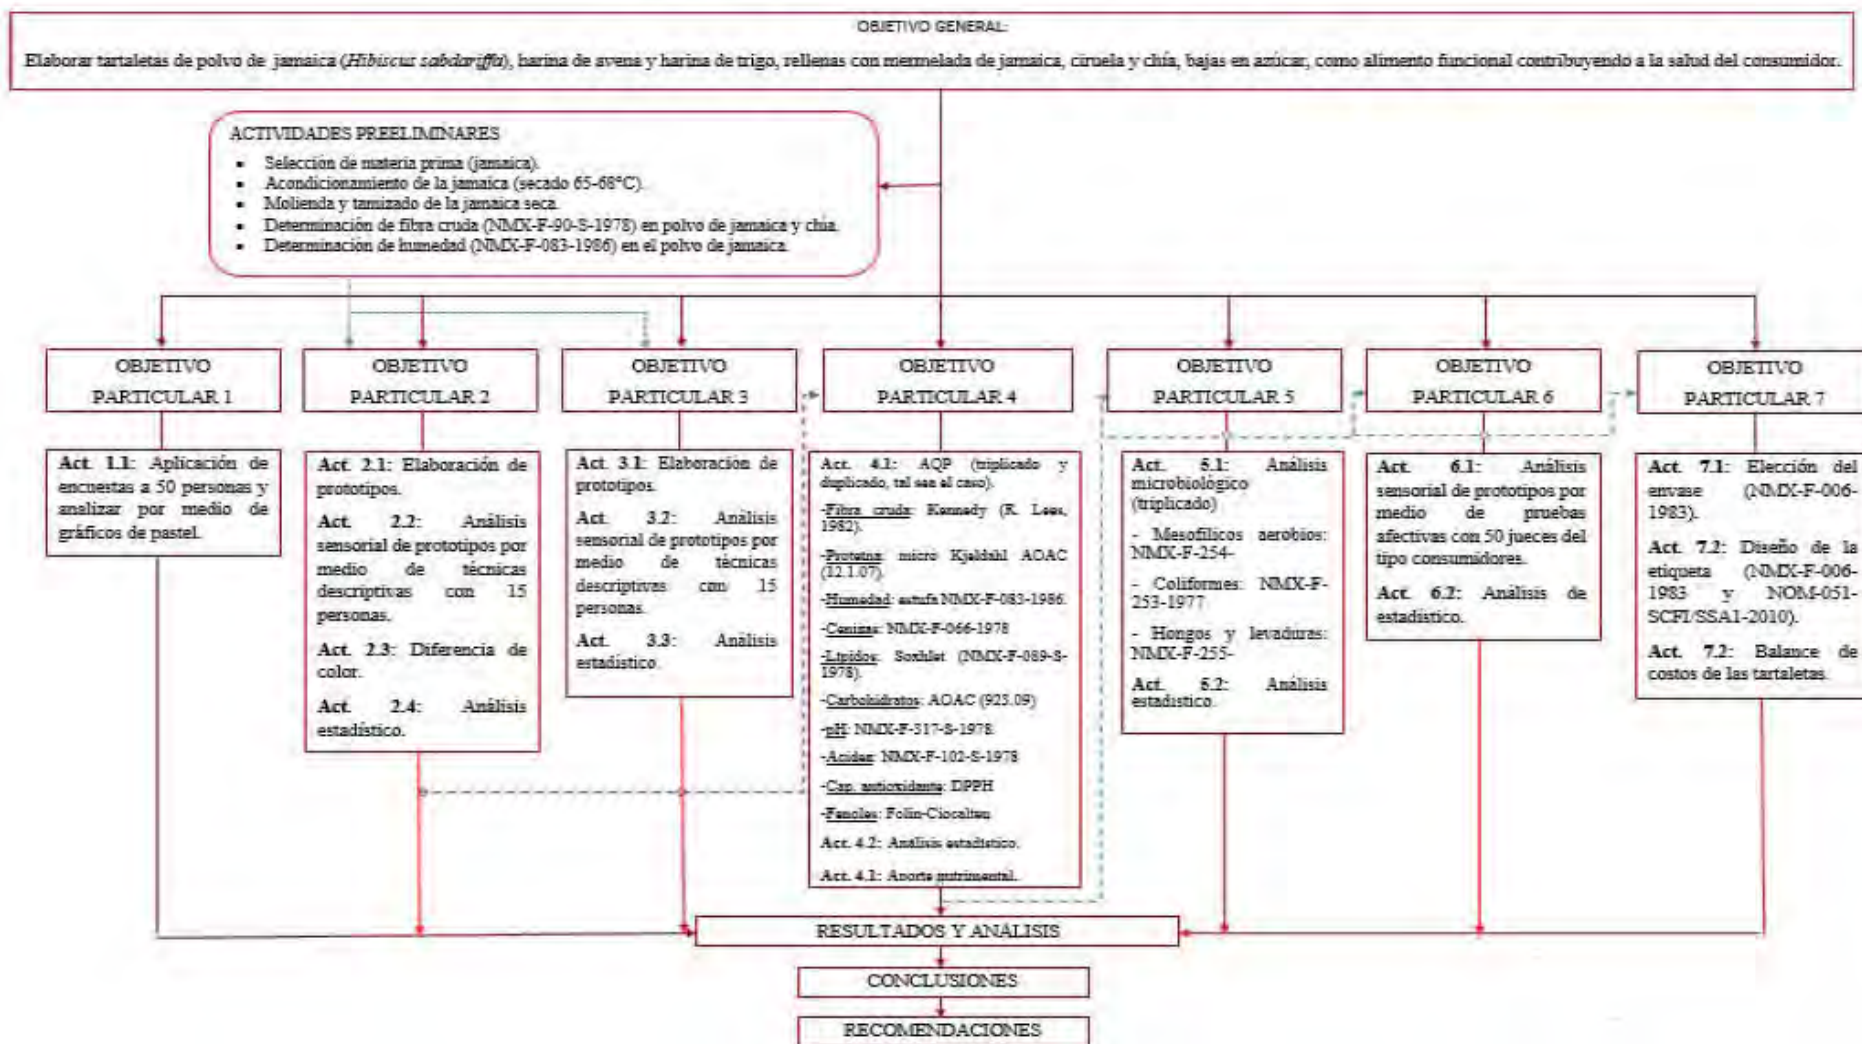 OBJETIVO GENERAL:
Elaborar tartaletas de polvo de jamaica (Hibiscus sabdariffa), harina de avena y harina de trigo, rellenas con mermelada de jamaica, ciruela y chía, bajas en azúcar, como alimento funcional contribuyendo a la salud del consumidor.
ACTIVIDADES PREELIMINARES
• Selección de materia prima (jamaica).
• Acondicionamiento de la jamaica (secado 65-68°C).
• Molienda y tamizado de la jamaica seca.
• Determinación de fibra cruda (NMX-F-90-S-1978) en polvo de jamaica y chía.
• Determinación de humedad (NMX-F-083-1986) en el polvo de jamaica.
OBJETIVO
PARTICULAR 1
Act. 1.1: Aplicación de
encuestas a 50 personas y
analizar por medio de
gráficos de pastel.
OBJETIVO
PARTICULAR 2
Act. 2.1: Elaboración de
prototipos.
Act. 2.2: Análisis
sensorial de prototipos por
medio de técnicas
descriptivas con 15
personas.
Act. 2.3: Diferencia de
color.
Act. 2.4: Análisis
estadístico.
OBJETIVO
PARTICULAR 3
Act. 3.1: Elaboración de
prototipos.
Act. 3.2: Análisis
sensorial de prototipos por
medio de técnicas
descriptivas con 15
personas.
Act. 3.3: Análisis
estadístico.
OBJETIVO
PARTICULAR 4
Act. 4.1: AQP (triplicado y
duplicado, tal sea el caso).
-Fibra cruda: Kennedy (R. Lees,
1982).
-Proteína: micro Kjeldahl AOAC
(12.1.07).
-Humedad: estufa NMX-F-083-1986.
-Cenizas: NMX-F-066-1978
-Lípidos: Soxhlet (NMX-F-089-S-
1978).
-Carbohidratos: AOAC (925.09)
-pH: NMX-F-317-S-1978.
-Acidez: NMX-F-102-S-1978
-Cap. antioxidante: DPPH
-Fenoles: Folin-Ciocalteu
Act. 4.2: Análisis estadístico.
Act. 4.1: Aporte nutrimental.
OBJETIVO
PARTICULAR 5
Act. 5.1: Análisis
microbiológico
(triplicado)
- Mesofílicos aerobios:
NMX-F-254-
- Coliformes: NMX-F-
253-1977
- Hongos y levaduras:
NMX-F-255-
Act. 5.2: Análisis
estadístico.
OBJETIVO
PARTICULAR 6
Act. 6.1: Análisis
sensorial de prototipos por
medio de pruebas
afectivas con 50 jueces del
tipo consumidores.
Act. 6.2: Análisis de
estadístico.
OBJETIVO
PARTICULAR 7
Act. 7.1: Elección del
envase (NMX-F-006-
1983).
Act. 7.2: Diseño de la
etiqueta (NMX-F-006-
1983 y NOM-051-
SCFI/SSA1-2010).
Act. 7.2: Balance de
costos de las tartaletas.
RESULTADOS Y ANÁLISIS
CONCLUSIONES
RECOMENDACIONES